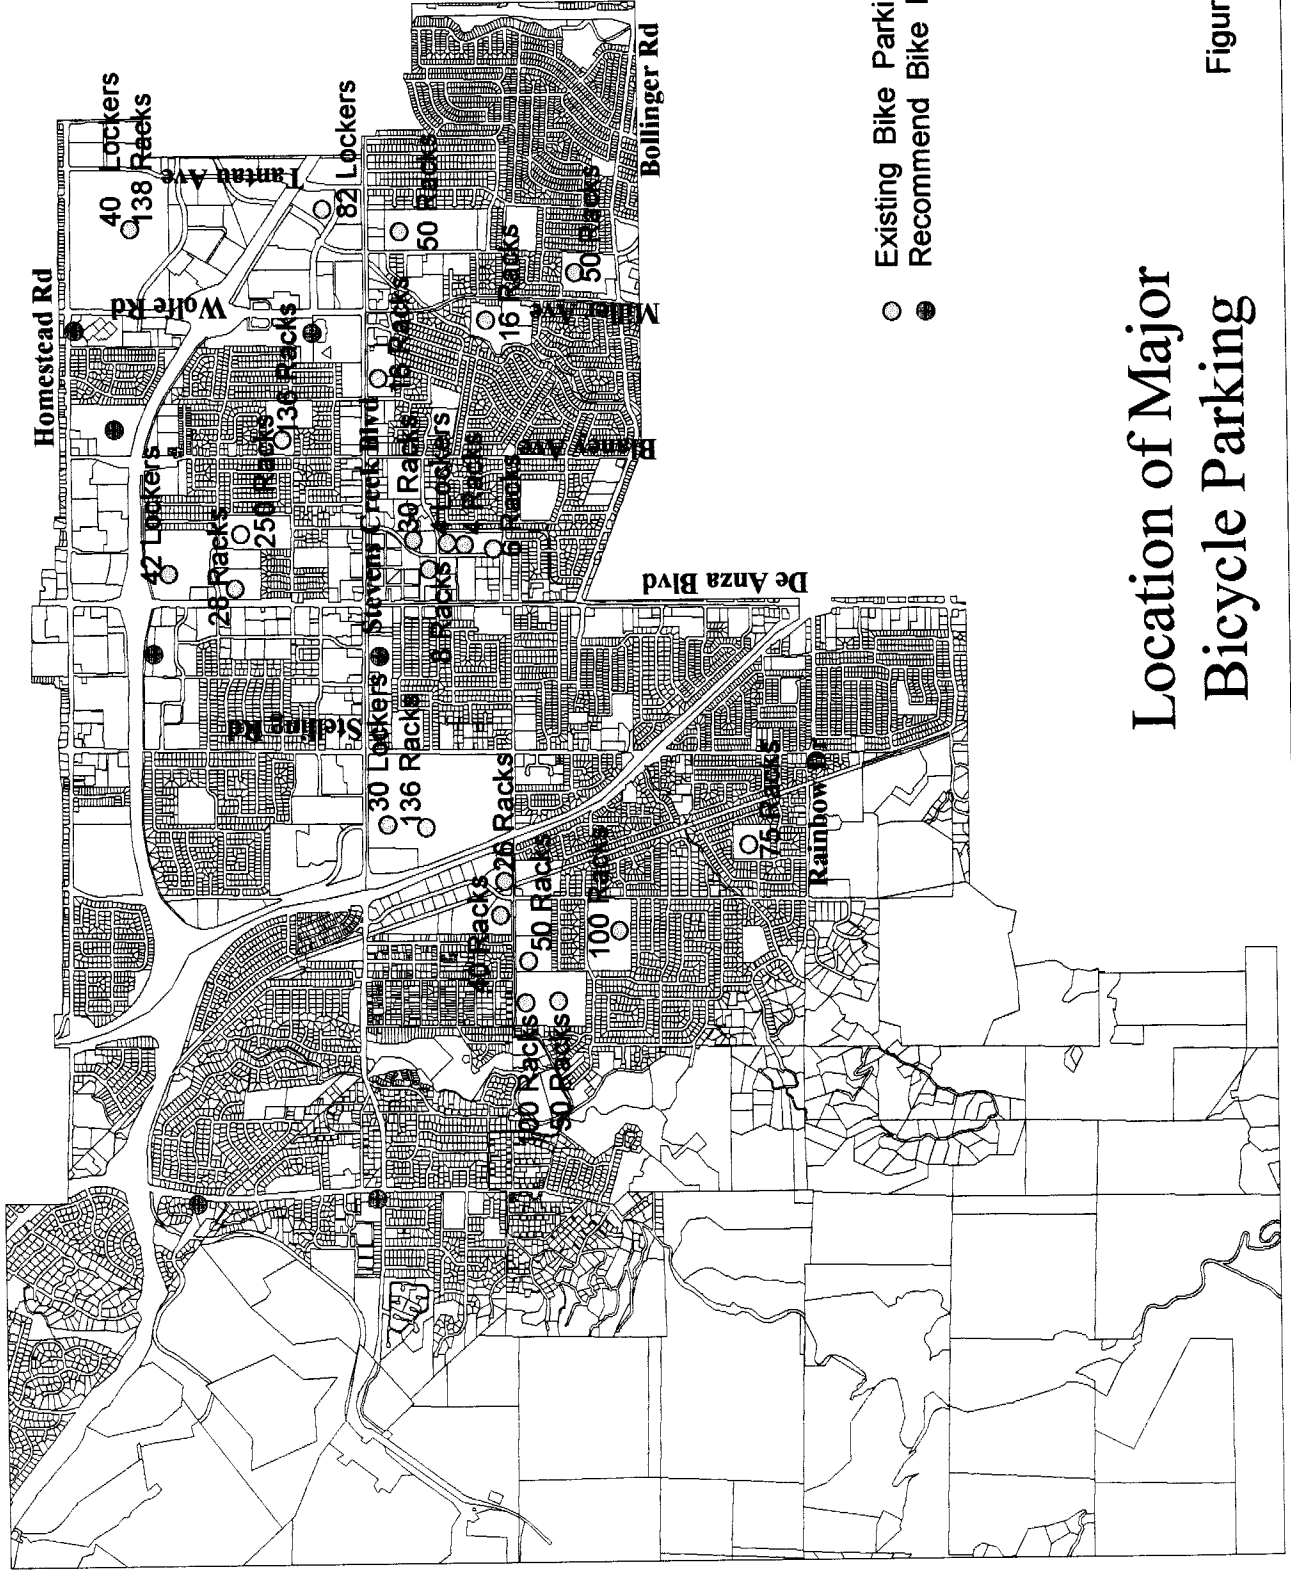 Homestead Rd
40 Lockers
138 Racks
Tantau Ave
82 Lockers
Wolfe Rd
50 Racks
50 Racks
16 Racks
Miller Ave
Bollinger Rd
136 Racks
16 Racks
42 Lockers
250 Racks
28 Racks
Stevens Creek Blvd
30 Racks
4 Lockers
4 Racks
Racks
Blaney Ave
8 Racks
De Anza Blvd
Stelling Rd
30 Lockers
136 Racks
26 Racks
40 Racks
50 Racks
100 Racks
75 Racks
Rainbow Dr
100 Racks
50 Racks
Existing Bike Parki
Recommend Bike
Location of Major
Bicycle Parking
Figur